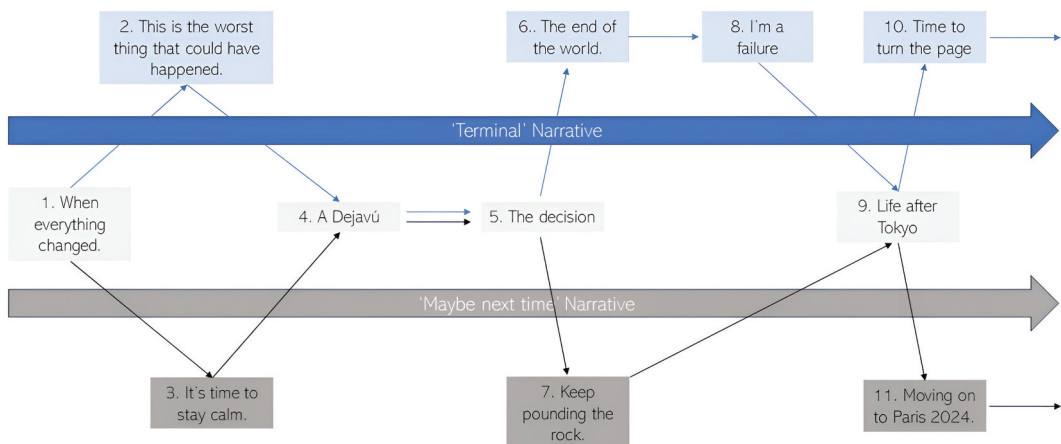 2. This is the worst
thing that could have
happened.
6.. The end of
the world.
8. I'm a
failure
10. Time to
turn the page
'Terminal' Narrative
1. When
everything
changed.
4. A Dejavú
5. The decision
9. Life after
Tokyo
'Maybe next time' Narrative
3. It's time to
stay calm.
7. Keep
pounding the
rock.
11. Moving on
to Paris 2024.